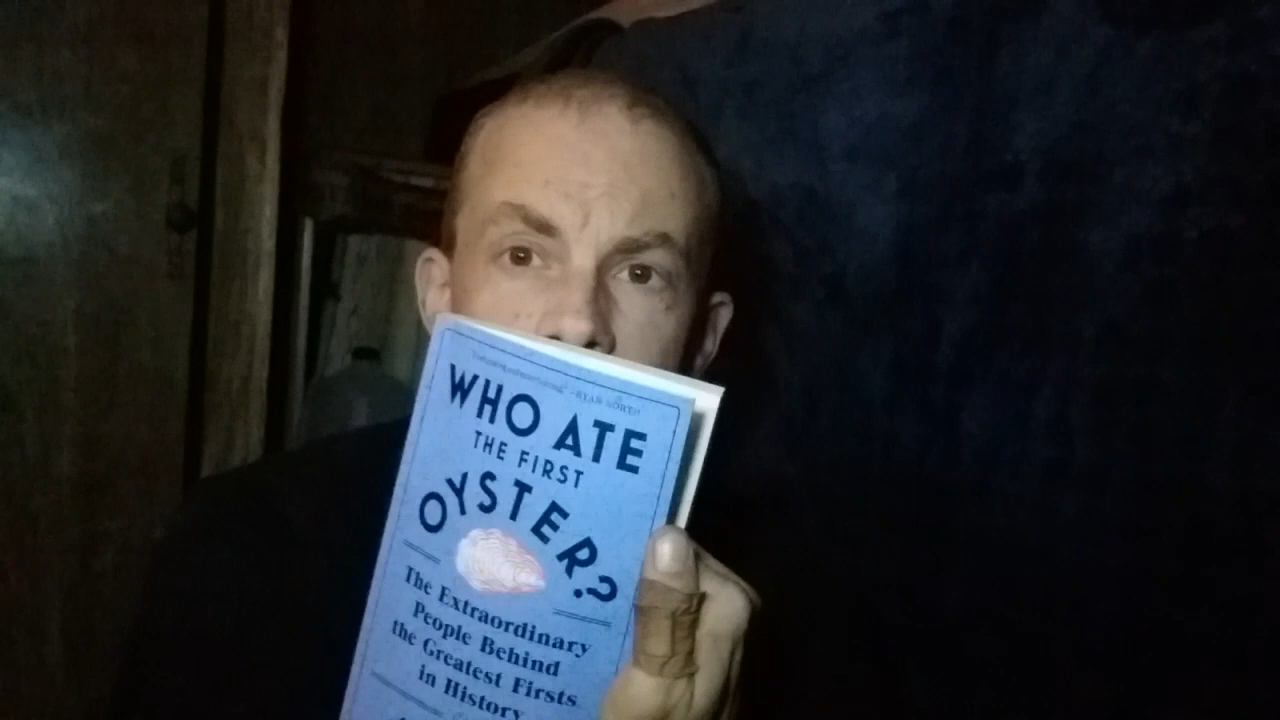 —RYAN NORTH
WHO ATE
THE FIRST
OYSTER?
The Extraordinary
People Behind
the Greatest Firsts
in History